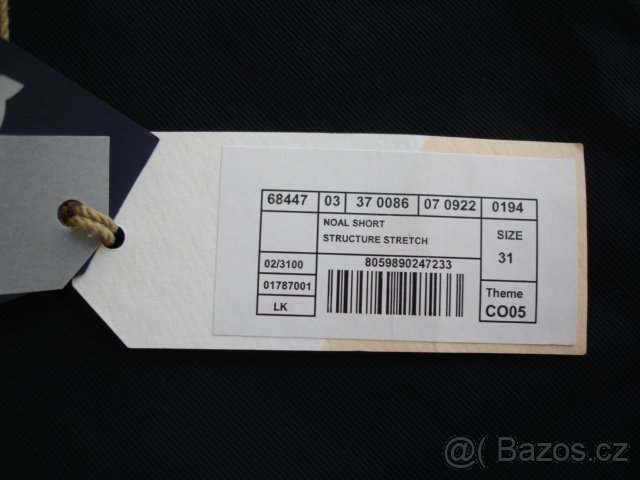 68447 03 37 0086 07 0922 0194
NOAL SHORT
STRUCTURE STRETCH
SIZE
31
02/3100
8059890247233
01787001
LK
Theme
CO05
@( Bazos.cz